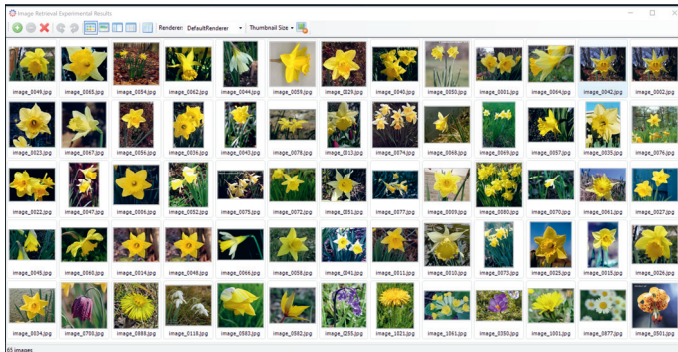 Image Retrieval Experimental Results
Renderer: DefaultRenderer Thumbnail Size
image_0049.jpg image_0065.jpg image_0054.jpg image_0062.jpg image_0044.jpg image_0059.jpg image_0029.jpg image_0040.jpg image_0050.jpg image_0001.jpg image_0064.jpg image_0042.jpg image_0002.jpg
image_0023.jpg image_0067.jpg image_0056.jpg image_0036.jpg image_0043.jpg image_0078.jpg image_0013.jpg image_0074.jpg image_0068.jpg image_0069.jpg image_0057.jpg image_0035.jpg image_0076.jpg
image_0022.jpg image_0047.jpg image_0006.jpg image_0052.jpg image_0075.jpg image_0072.jpg image_0051.jpg image_0077.jpg image_0009.jpg image_0080.jpg image_0070.jpg image_0061.jpg image_0027.jpg
image_0045.jpg image_0060.jpg image_0014.jpg image_0048.jpg image_0066.jpg image_0058.jpg image_0041.jpg image_0011.jpg image_0010.jpg image_0073.jpg image_0025.jpg image_0015.jpg image_0026.jpg
image_0034.jpg image_0700.jpg image_0888.jpg image_0118.jpg image_0583.jpg image_0582.jpg image_0255.jpg image_1021.jpg image_1061.jpg image_0350.jpg image_1001.jpg image_0877.jpg image_0501.jpg
65 images